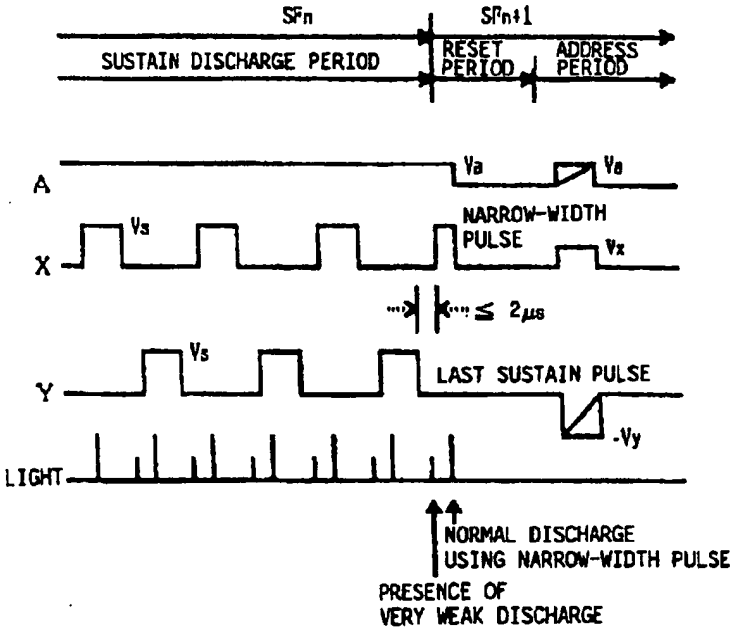 SFn SFn+1
SUSTAIN DISCHARGE PERIOD
RESET PERIOD
ADDRESS PERIOD
A Va Va
X Vs NARROW-WIDTH PULSE Vx
≦ 2μs
Y Vs LAST SUSTAIN PULSE
-Vy
LIGHT
NORMAL DISCHARGE
USING NARROW-WIDTH PULSE
PRESENCE OF
VERY WEAK DISCHARGE